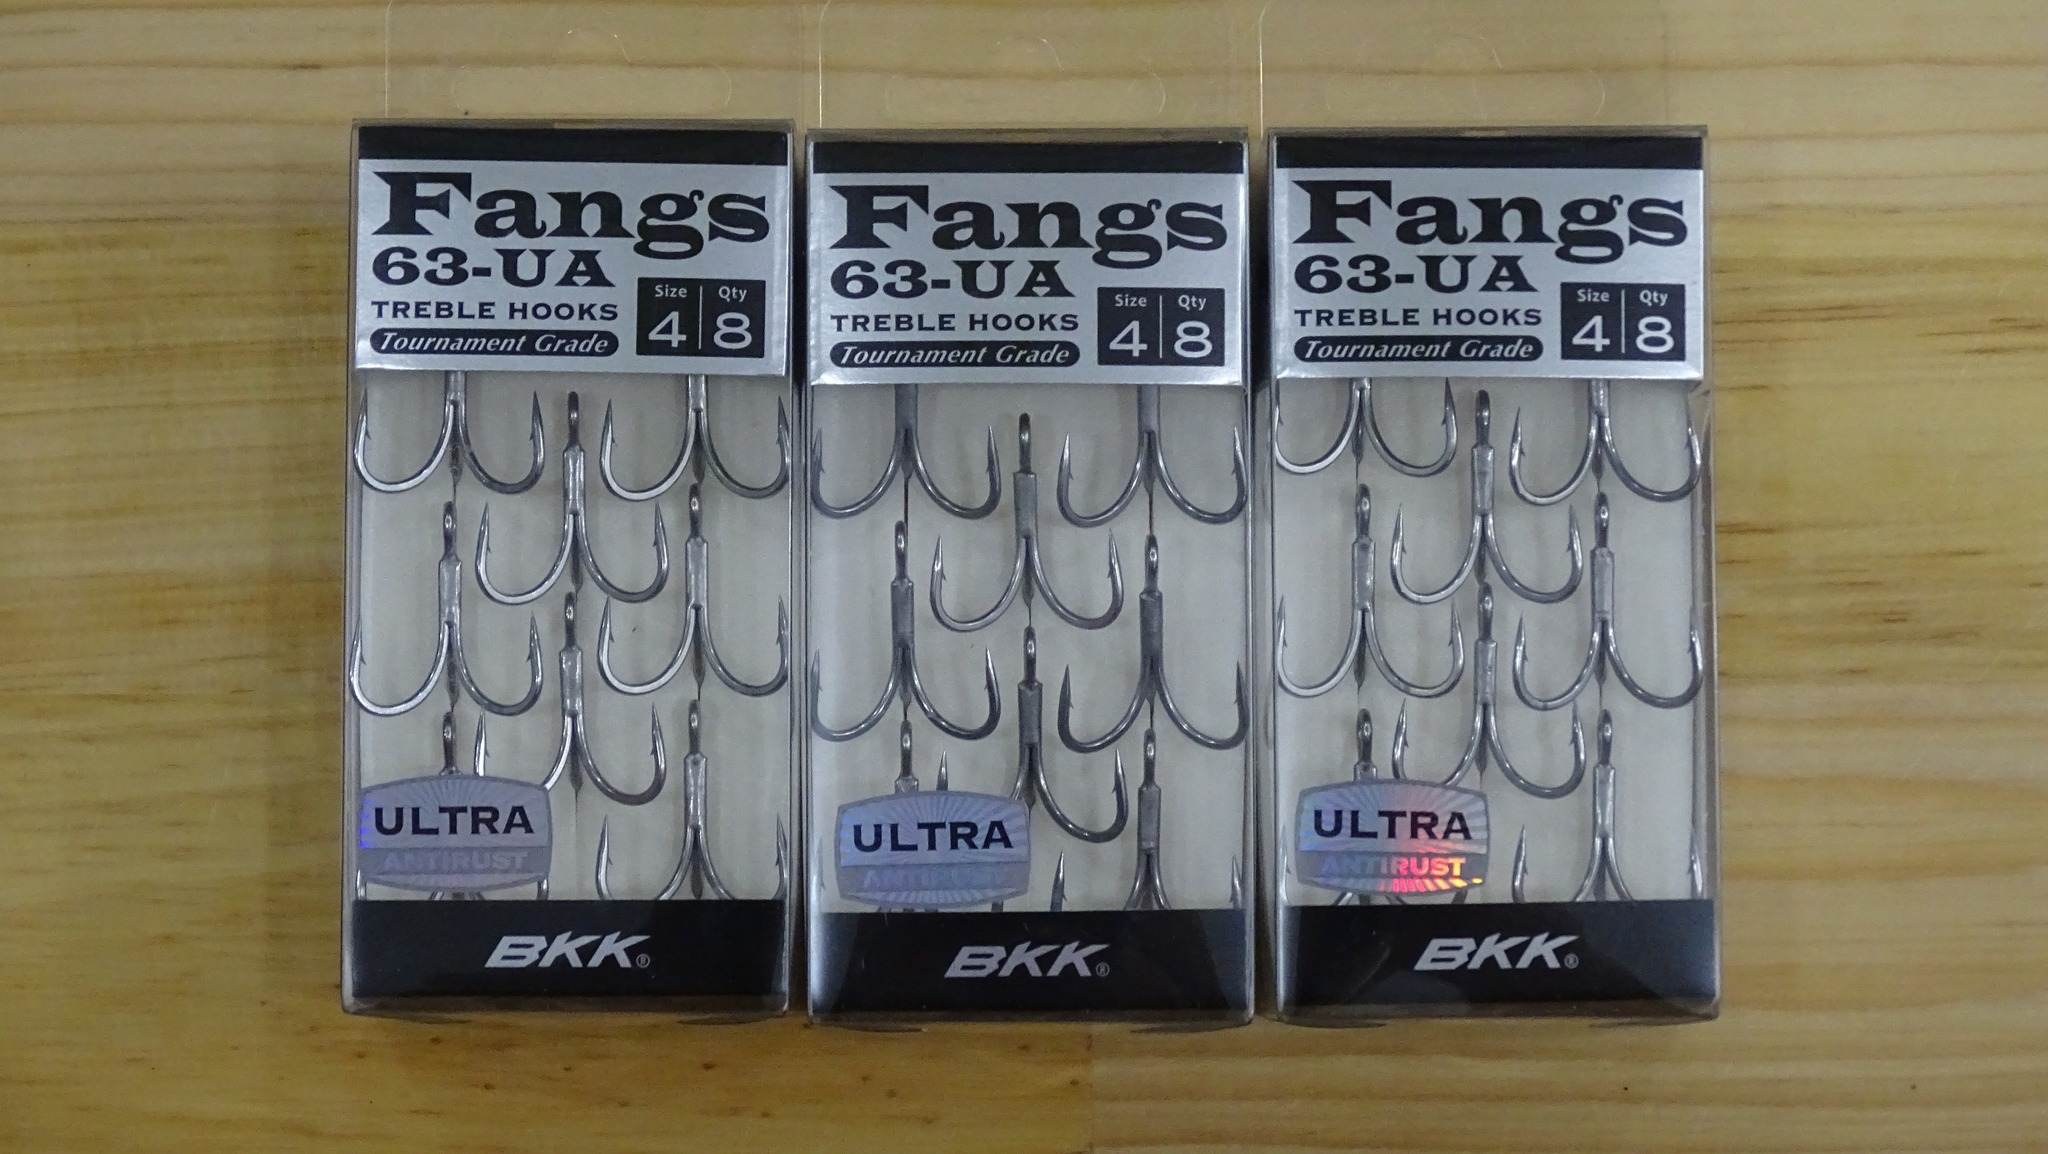 Fangs
63-UA
TREBLE HOOKS
Tournament Grade
Size Qty
4 8
ULTRA
ANTIRUST
BKK®
Fangs
63-UA
TREBLE HOOKS
Tournament Grade
Size Qty
4 8
ULTRA
ANTIRUST
BKK®
Fangs
63-UA
TREBLE HOOKS
Tournament Grade
Size Qty
4 8
ULTRA
ANTIRUST
BKK®